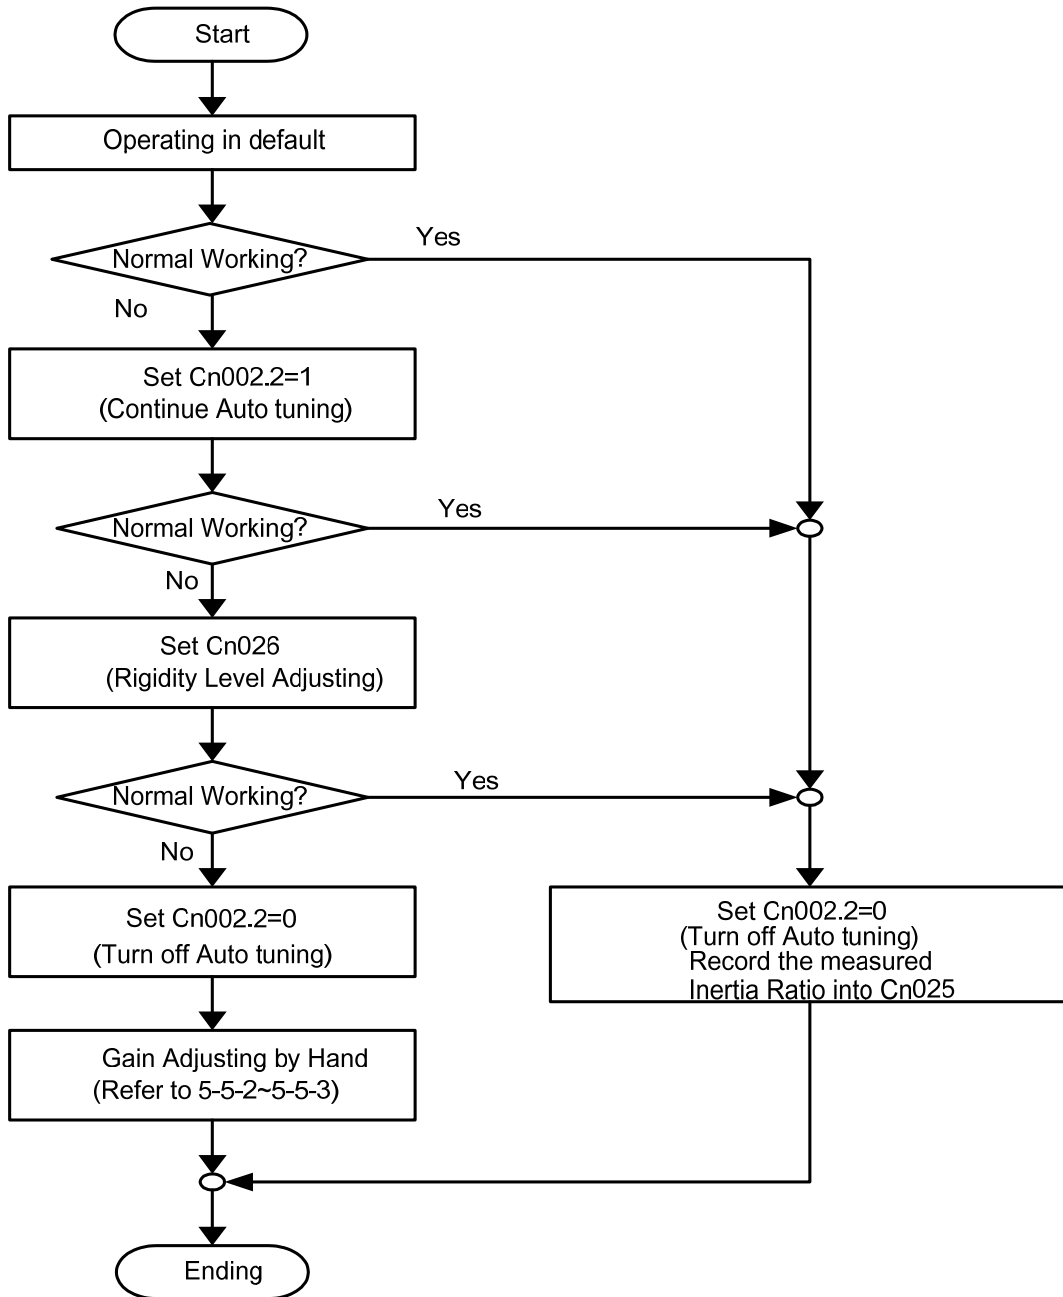 Start
Operating in default
Normal Working?
Yes
No
Set Cn002.2=1
(Continue Auto tuning)
Normal Working?
Yes
No
Set Cn026
(Rigidity Level Adjusting)
Normal Working?
Yes
No
Set Cn002.2=0
(Turn off Auto tuning)
Set Cn002.2=0
(Turn off Auto tuning)
Record the measured
Inertia Ratio into Cn025
Gain Adjusting by Hand
(Refer to 5-5-2~5-5-3)
Ending